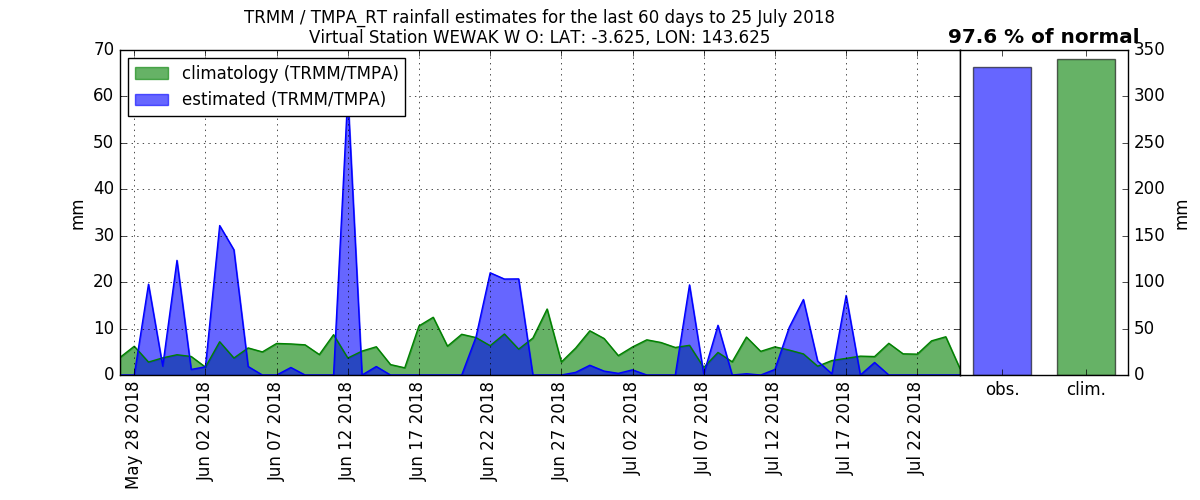 TRMM / TMPA_RT rainfall estimates for the last 60 days to 25 July 2018
Virtual Station WEWAK W O: LAT: -3.625, LON: 143.625
97.6 % of normal
climatology (TRMM/TMPA)
estimated (TRMM/TMPA)
70
60
50
40
30
20
10
0
mm
350
300
250
200
150
100
50
0
mm
May 28 2018
Jun 02 2018
Jun 07 2018
Jun 12 2018
Jun 17 2018
Jun 22 2018
Jun 27 2018
Jul 02 2018
Jul 07 2018
Jul 12 2018
Jul 17 2018
Jul 22 2018
obs.
clim.